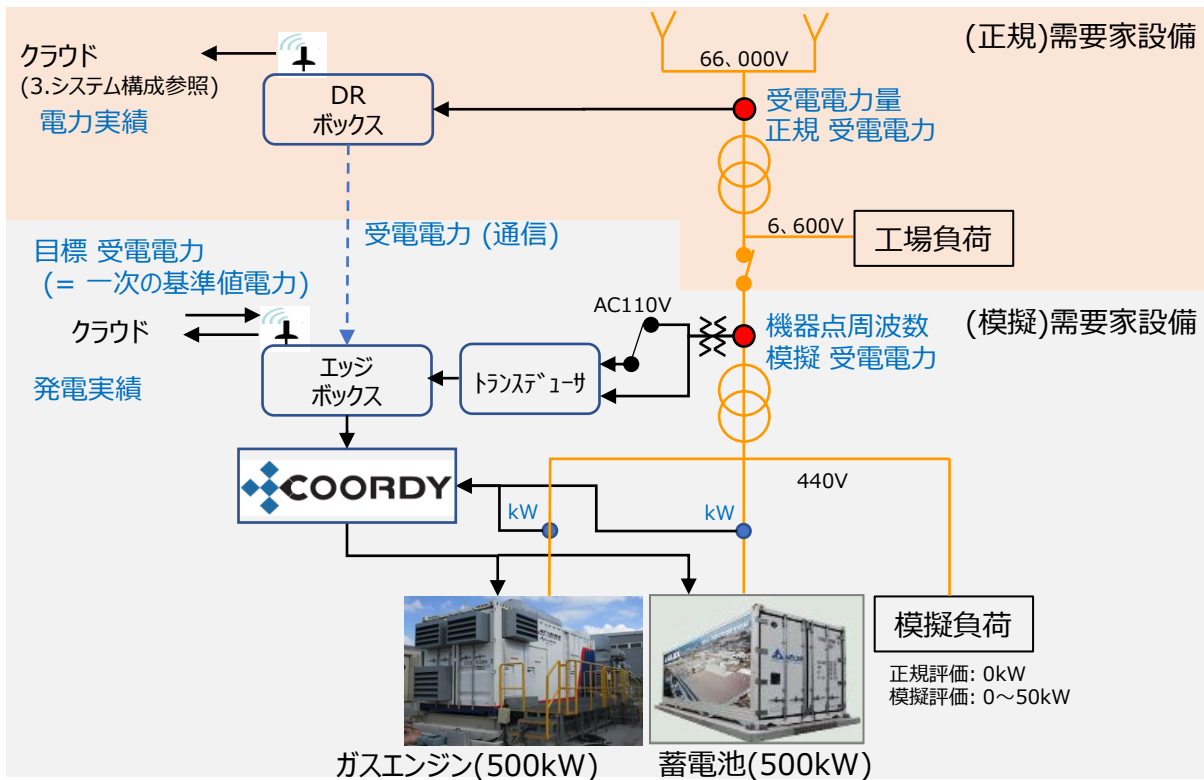 (正規)需要家設備
クラウド
(3.システム構成参照)
電力実績
DR
ボックス
66、000V
受電電力量
正規 受電電力
6、600V
工場負荷
受電電力 (通信)
目標 受電電力
(= 一次の基準値電力)
クラウド
発電実績
エッジ
ボックス
トランスデューサ
AC110V
機器点周波数
模擬 受電電力
(模擬)需要家設備
COORDY
440V
kW
kW
模擬負荷
正規評価: 0kW
模擬評価: 0~50kW
ガスエンジン(500kW)
蓄電池(500kW)